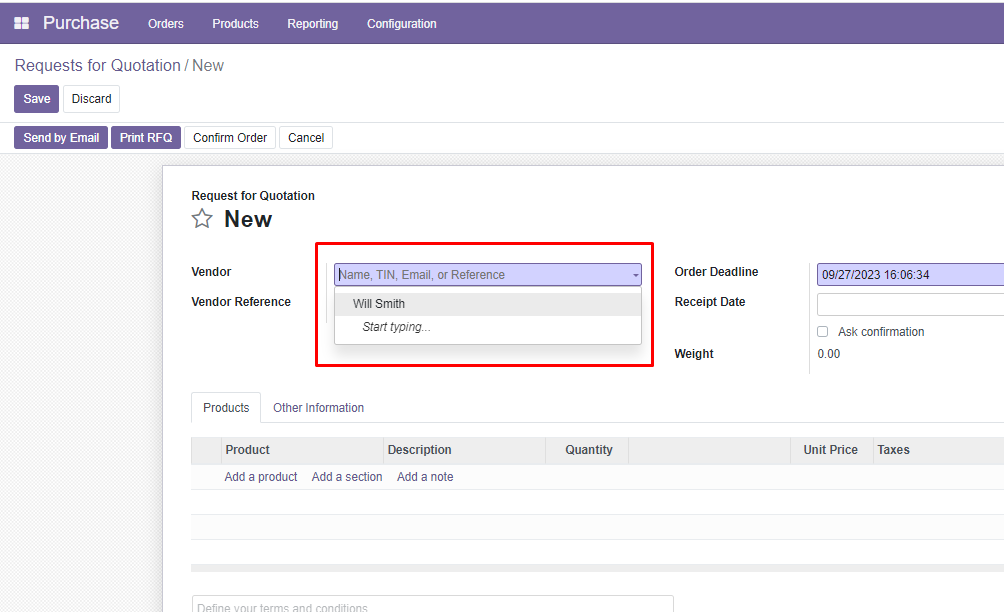 Purchase Orders Products Reporting Configuration
Requests for Quotation / New
Save Discard
Send by Email Print RFQ Confirm Order Cancel
Request for Quotation
New
Vendor Name, TIN, Email, or Reference Order Deadline 09/27/2023 16:06:34
Will Smith
Vendor Reference Receipt Date
Start typing...
Ask confirmation
Weight 0.00
Products Other Information
Product Description Quantity Unit Price Taxes
Add a product Add a section Add a note
Define your terms and conditions